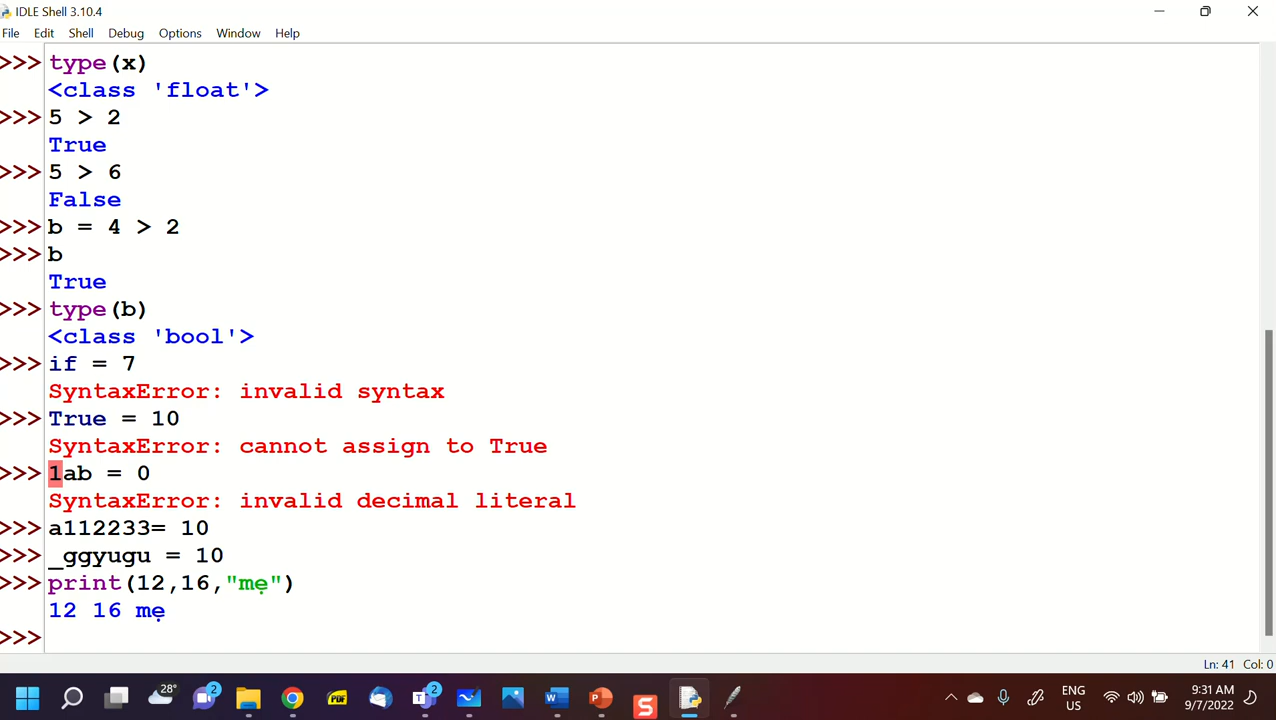 IDLE Shell 3.10.4
File Edit Shell Debug Options Window Help
>>> type(x)
<class 'float'>
>>> 5 > 2
True
>>> 5 > 6
False
>>> b = 4 > 2
>>> b
True
>>> type(b)
<class 'bool'>
>>> if = 7
SyntaxError: invalid syntax
>>> True = 10
SyntaxError: cannot assign to True
>>> 1ab = 0
SyntaxError: invalid decimal literal
>>> a112233= 10
>>> _ggyugu = 10
>>> print(12,16,"mẹ")
12 16 mẹ
>>>
Ln: 41 Col: 0
28° 2 PDF 2 W P S ENG 9:31 AM
US 9/7/2022